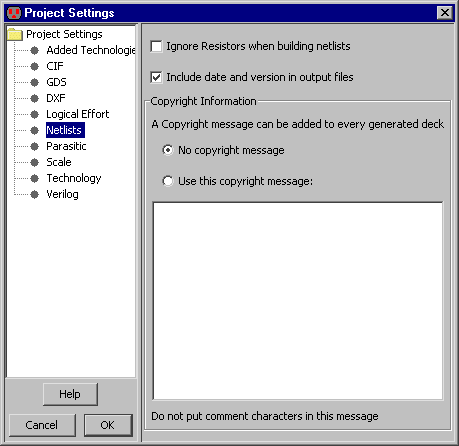 Project Settings
Project Settings
Added Technologie
CIF
GDS
DXF
Logical Effort
Netlists
Parasitic
Scale
Technology
Verilog
Help
Cancel
OK
Ignore Resistors when building netlists
Include date and version in output files
Copyright Information
A Copyright message can be added to every generated deck
No copyright message
Use this copyright message:
Do not put comment characters in this message